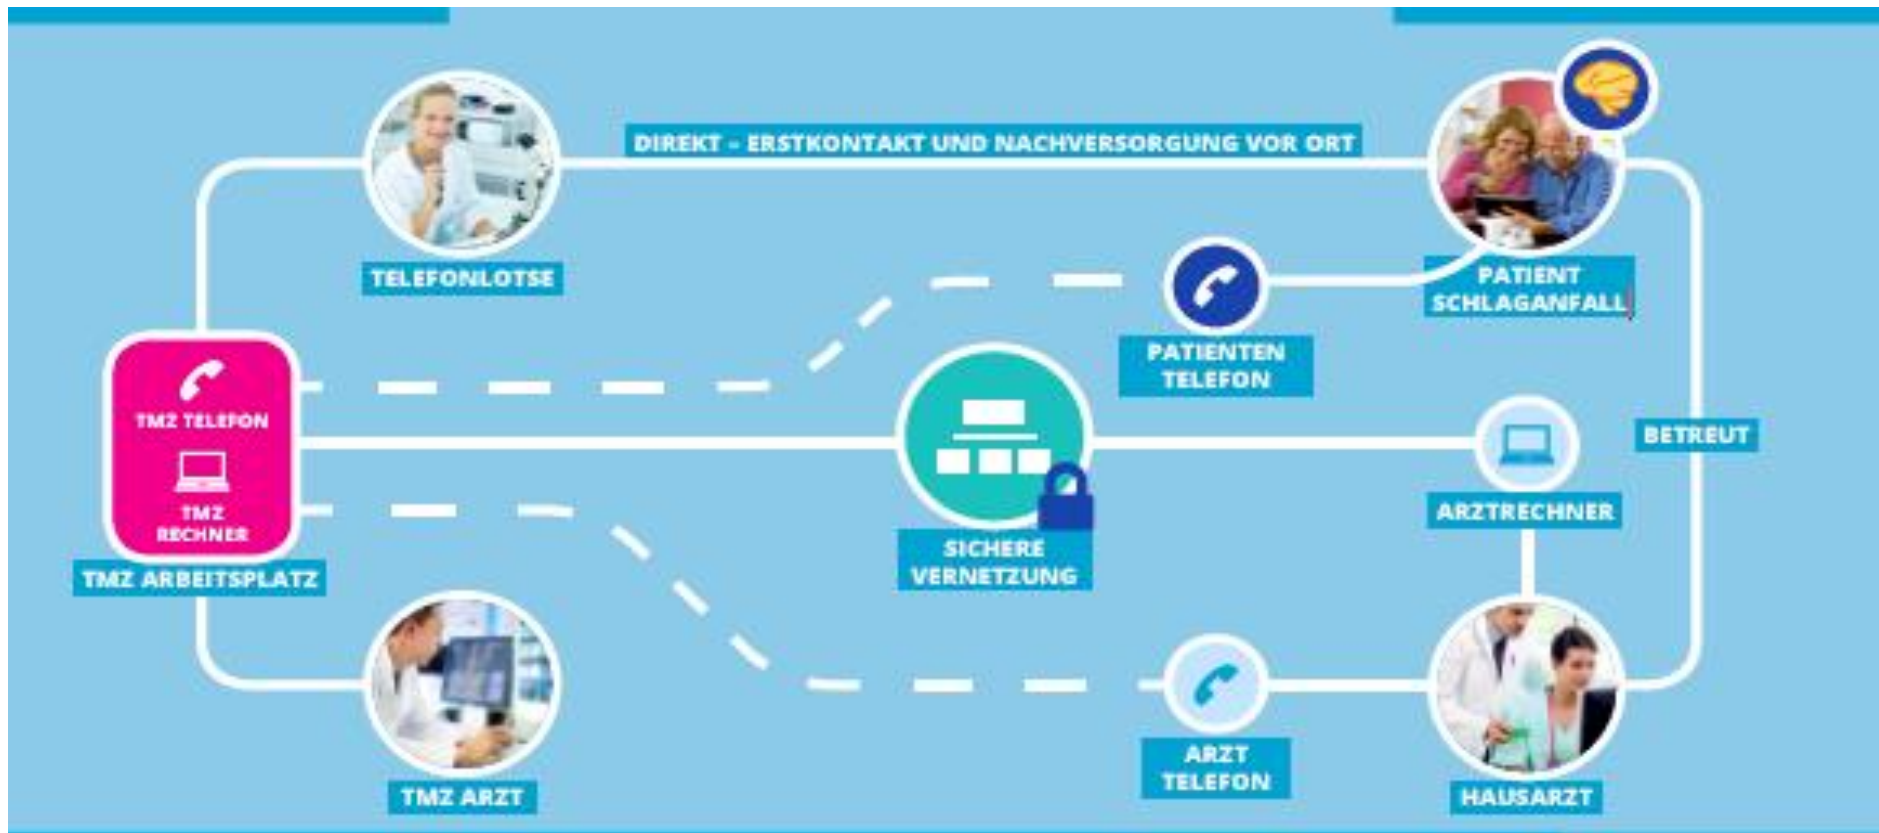 DIREKT – ERSTKONTAKT UND NACHVERSORGUNG VOR ORT
TELEFONLOTSE
PATIENT
SCHLAGANFALL
PATIENTEN
TELEFON
TMZ TELEFON
TMZ
RECHNER
TMZ ARBEITSPLATZ
SICHERE
VERNETZUNG
BETREUT
ARZTRECHNER
TMZ ARZT
ARZT
TELEFON
HAUSARZT